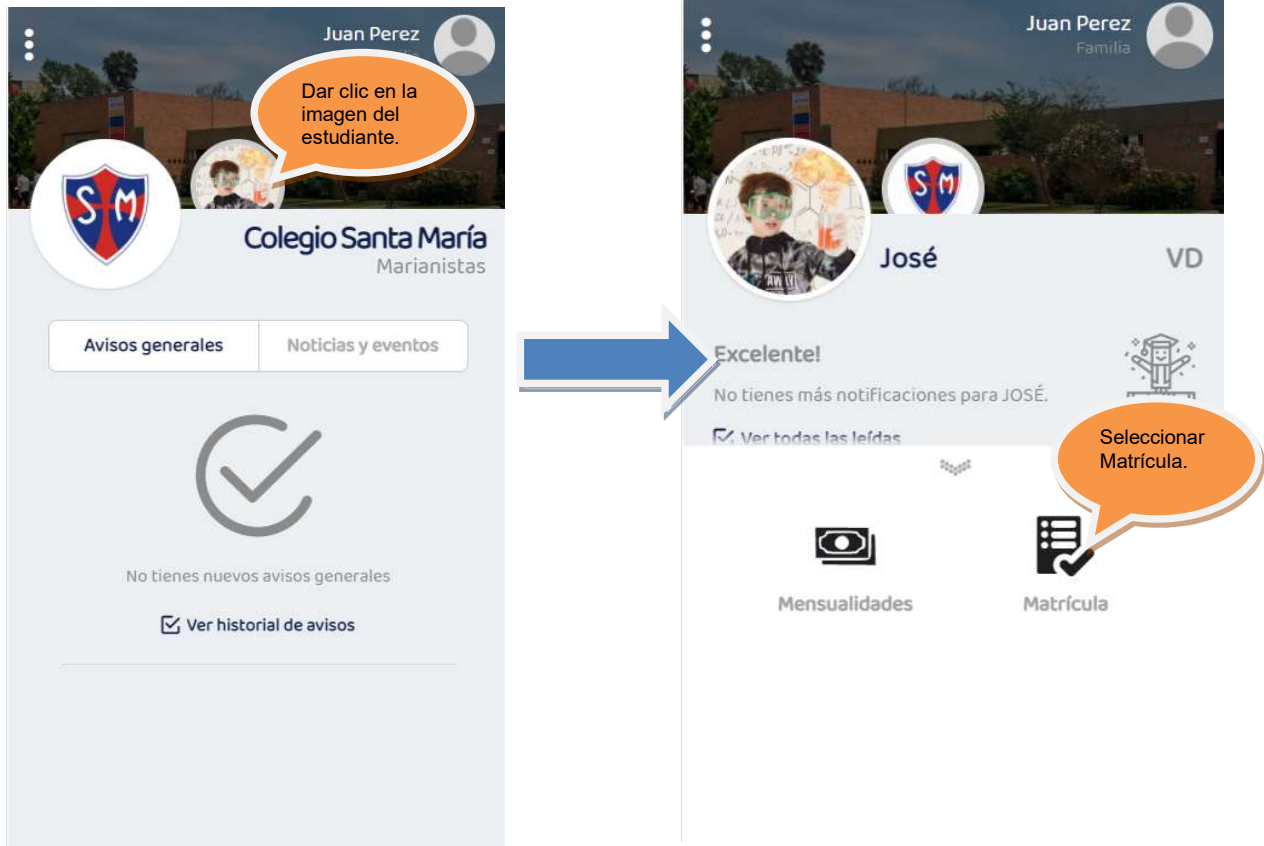 Juan Perez
Dar clic en la
imagen del
estudiante.
S M
Colegio Santa María
Marianistas
Avisos generales
Noticias y eventos
No tienes nuevos avisos generales
Ver historial de avisos
Juan Perez
Familia
S M
José
VD
Excelente!
No tienes más notificaciones para JOSÉ.
Ver todas las leídas
Seleccionar
Matrícula.
Mensualidades
Matrícula